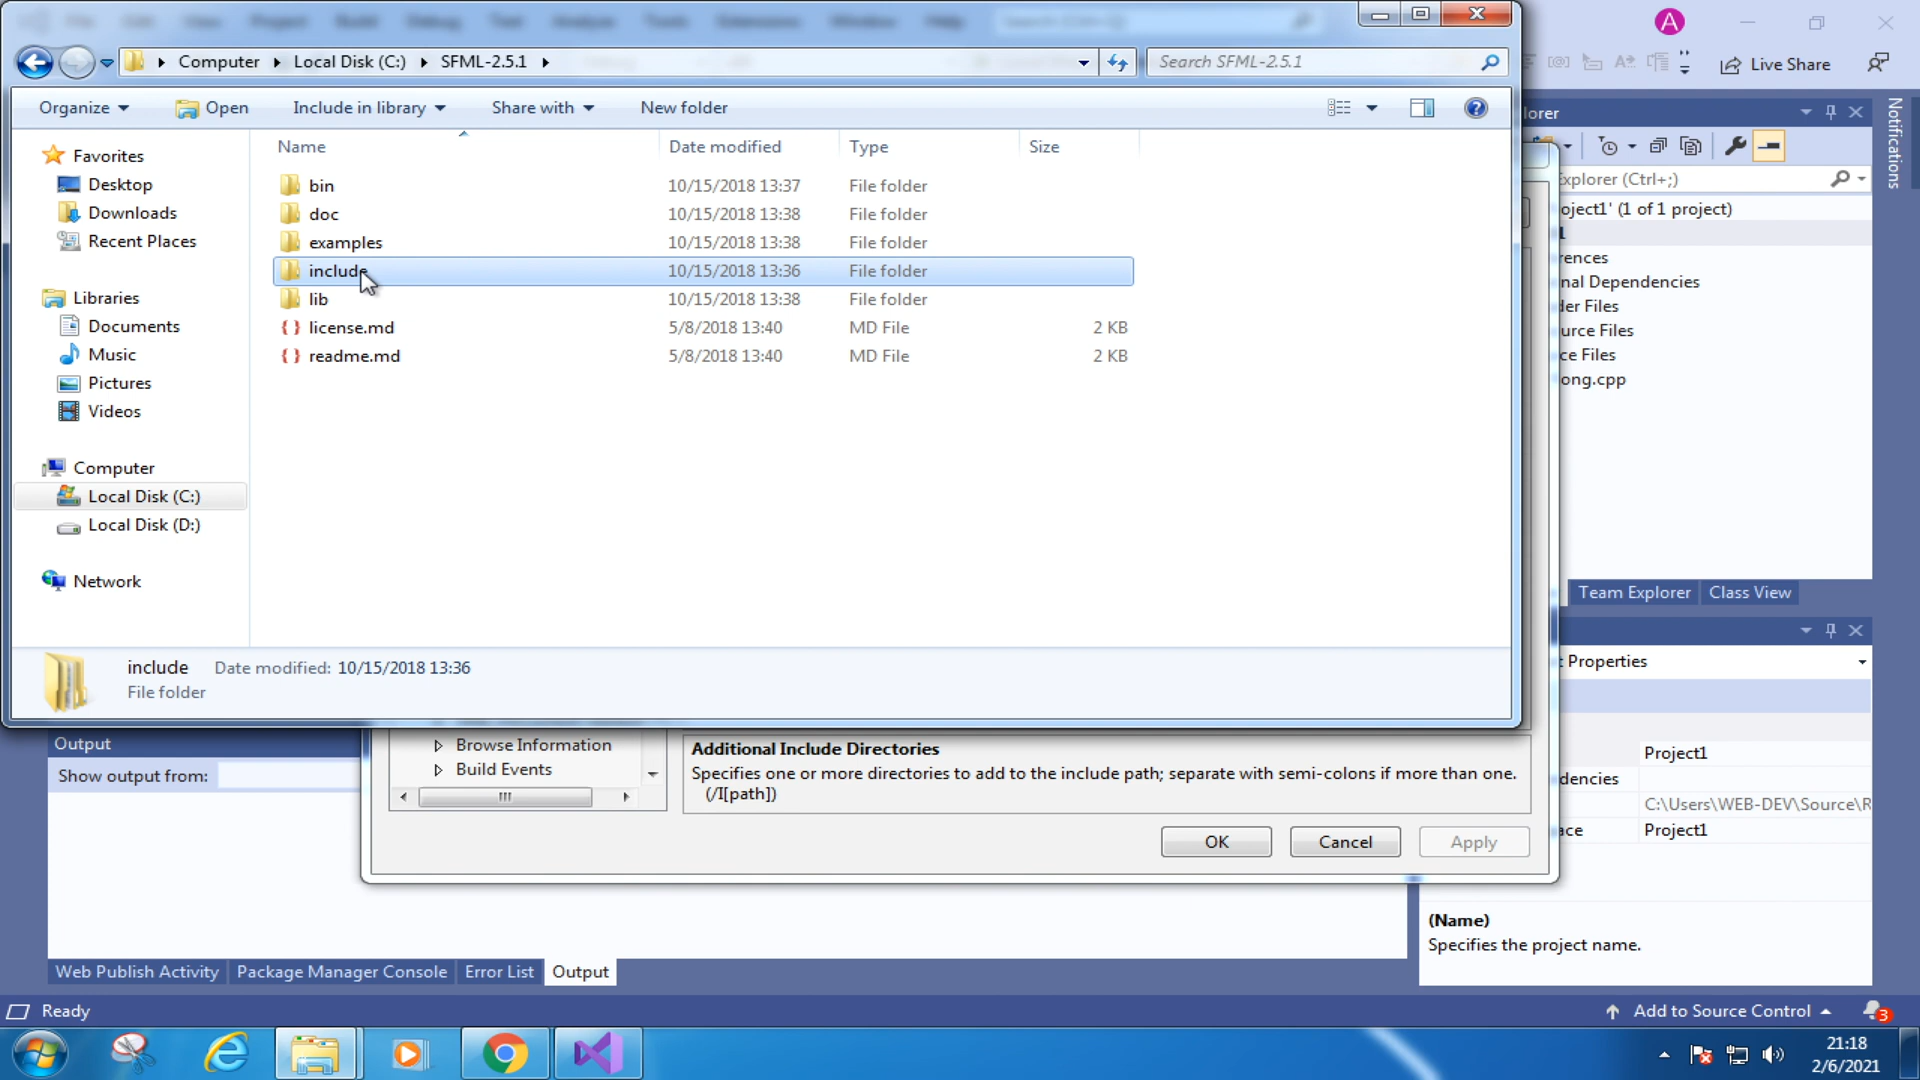 Computer ▸ Local Disk (C:) ▸ SFML-2.5.1 ▸
Search SFML-2.5.1
Live Share
Organize
Open
Include in library
Share with
New folder
Name
Date modified
Type
Size
Favorites
Desktop
Downloads
Recent Places
Libraries
Documents
Music
Pictures
Videos
Computer
Local Disk (C:)
Local Disk (D:)
Network
bin 10/15/2018 13:37 File folder
doc 10/15/2018 13:38 File folder
examples 10/15/2018 13:38 File folder
include 10/15/2018 13:36 File folder
lib 10/15/2018 13:38 File folder
license.md 5/8/2018 13:40 MD File 2 KB
readme.md 5/8/2018 13:40 MD File 2 KB
include Date modified: 10/15/2018 13:36
File folder
A
Notifications
lorer
xplorer (Ctrl+;)
oject1' (1 of 1 project)
1
rences
nal Dependencies
der Files
urce Files
ce Files
ong.cpp
Team Explorer
Class View
t Properties
Project1
dencies
C:\Users\WEB-DEV\Source\R
ace Project1
(Name)
Specifies the project name.
Output
Show output from:
Browse Information
Build Events
Additional Include Directories
Specifies one or more directories to add to the include path; separate with semi-colons if more than one.
(/I[path])
OK
Cancel
Apply
Web Publish Activity
Package Manager Console
Error List
Output
Ready
Add to Source Control
3
21:18
2/6/2021